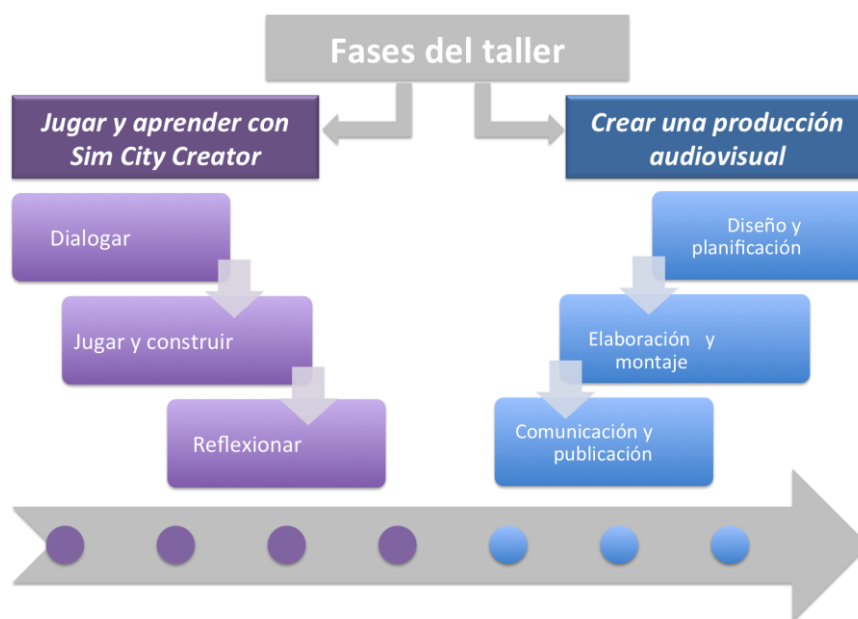 Fases del taller
Jugar y aprender con
Sim City Creator
Dialogar
Jugar y construir
Reflexionar
Crear una producción
audiovisual
Diseño y
planificación
Elaboración y
montaje
Comunicación y
publicación